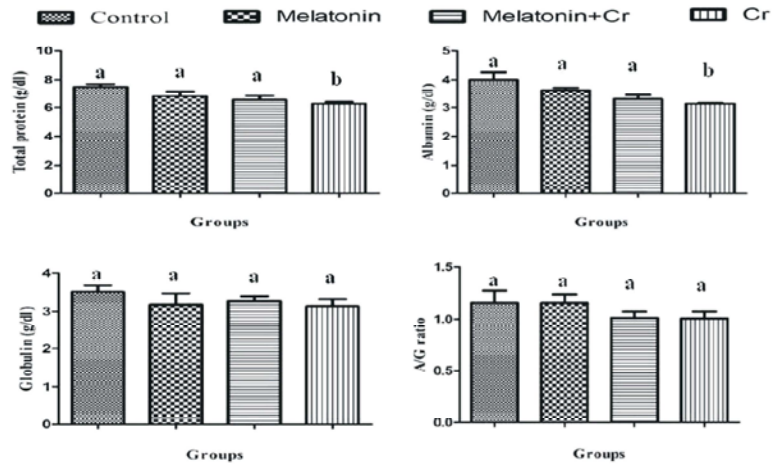 Control Melatonin Melatonin+Cr Cr
Total protein (g/dl)
10
8
6
4
2
0
a a a b
Groups
Albumin (g/dl)
5
4
3
2
1
0
a a a b
Groups
Globulin (g/dl)
4
3
2
1
0
a a a a
Groups
A/G ratio
1.5
1.0
0.5
0.0
a a a a
Groups